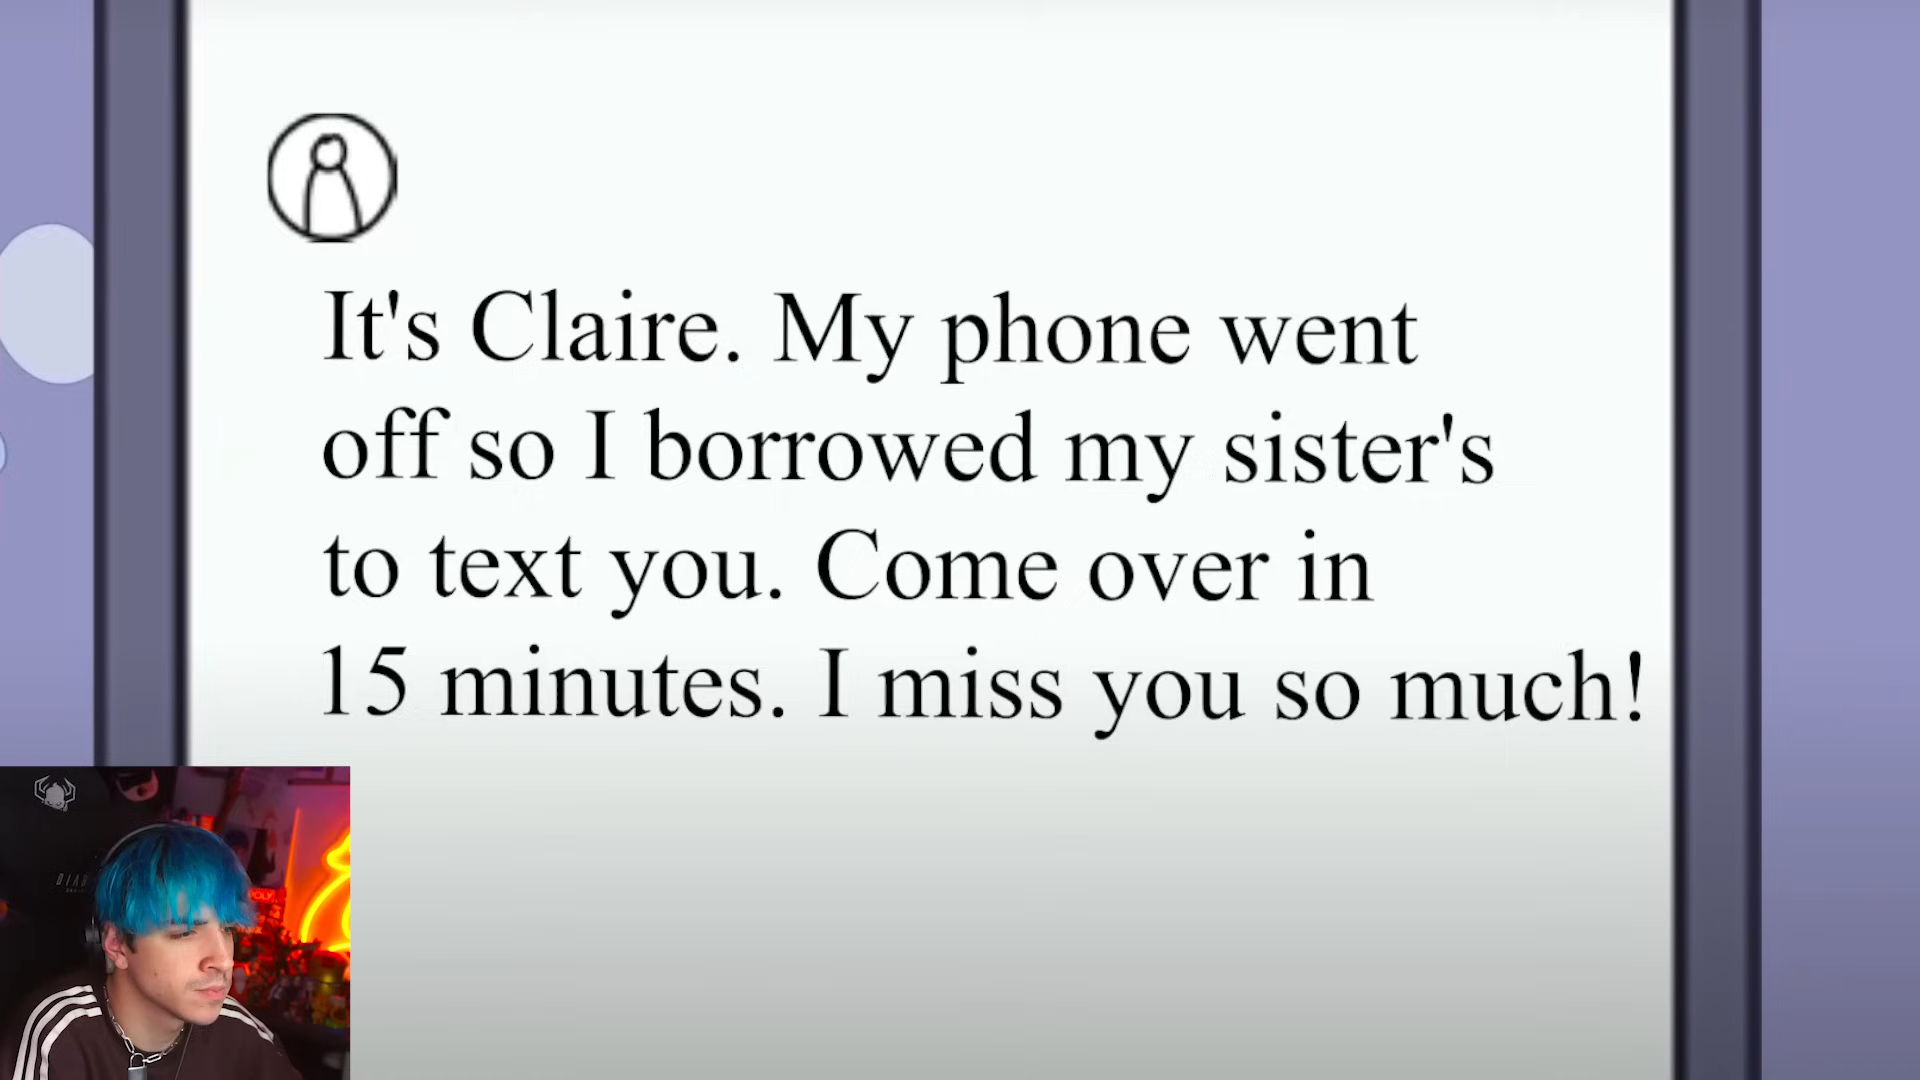 It's Claire. My phone went
off so I borrowed my sister's
to text you. Come over in
15 minutes. I miss you so much!